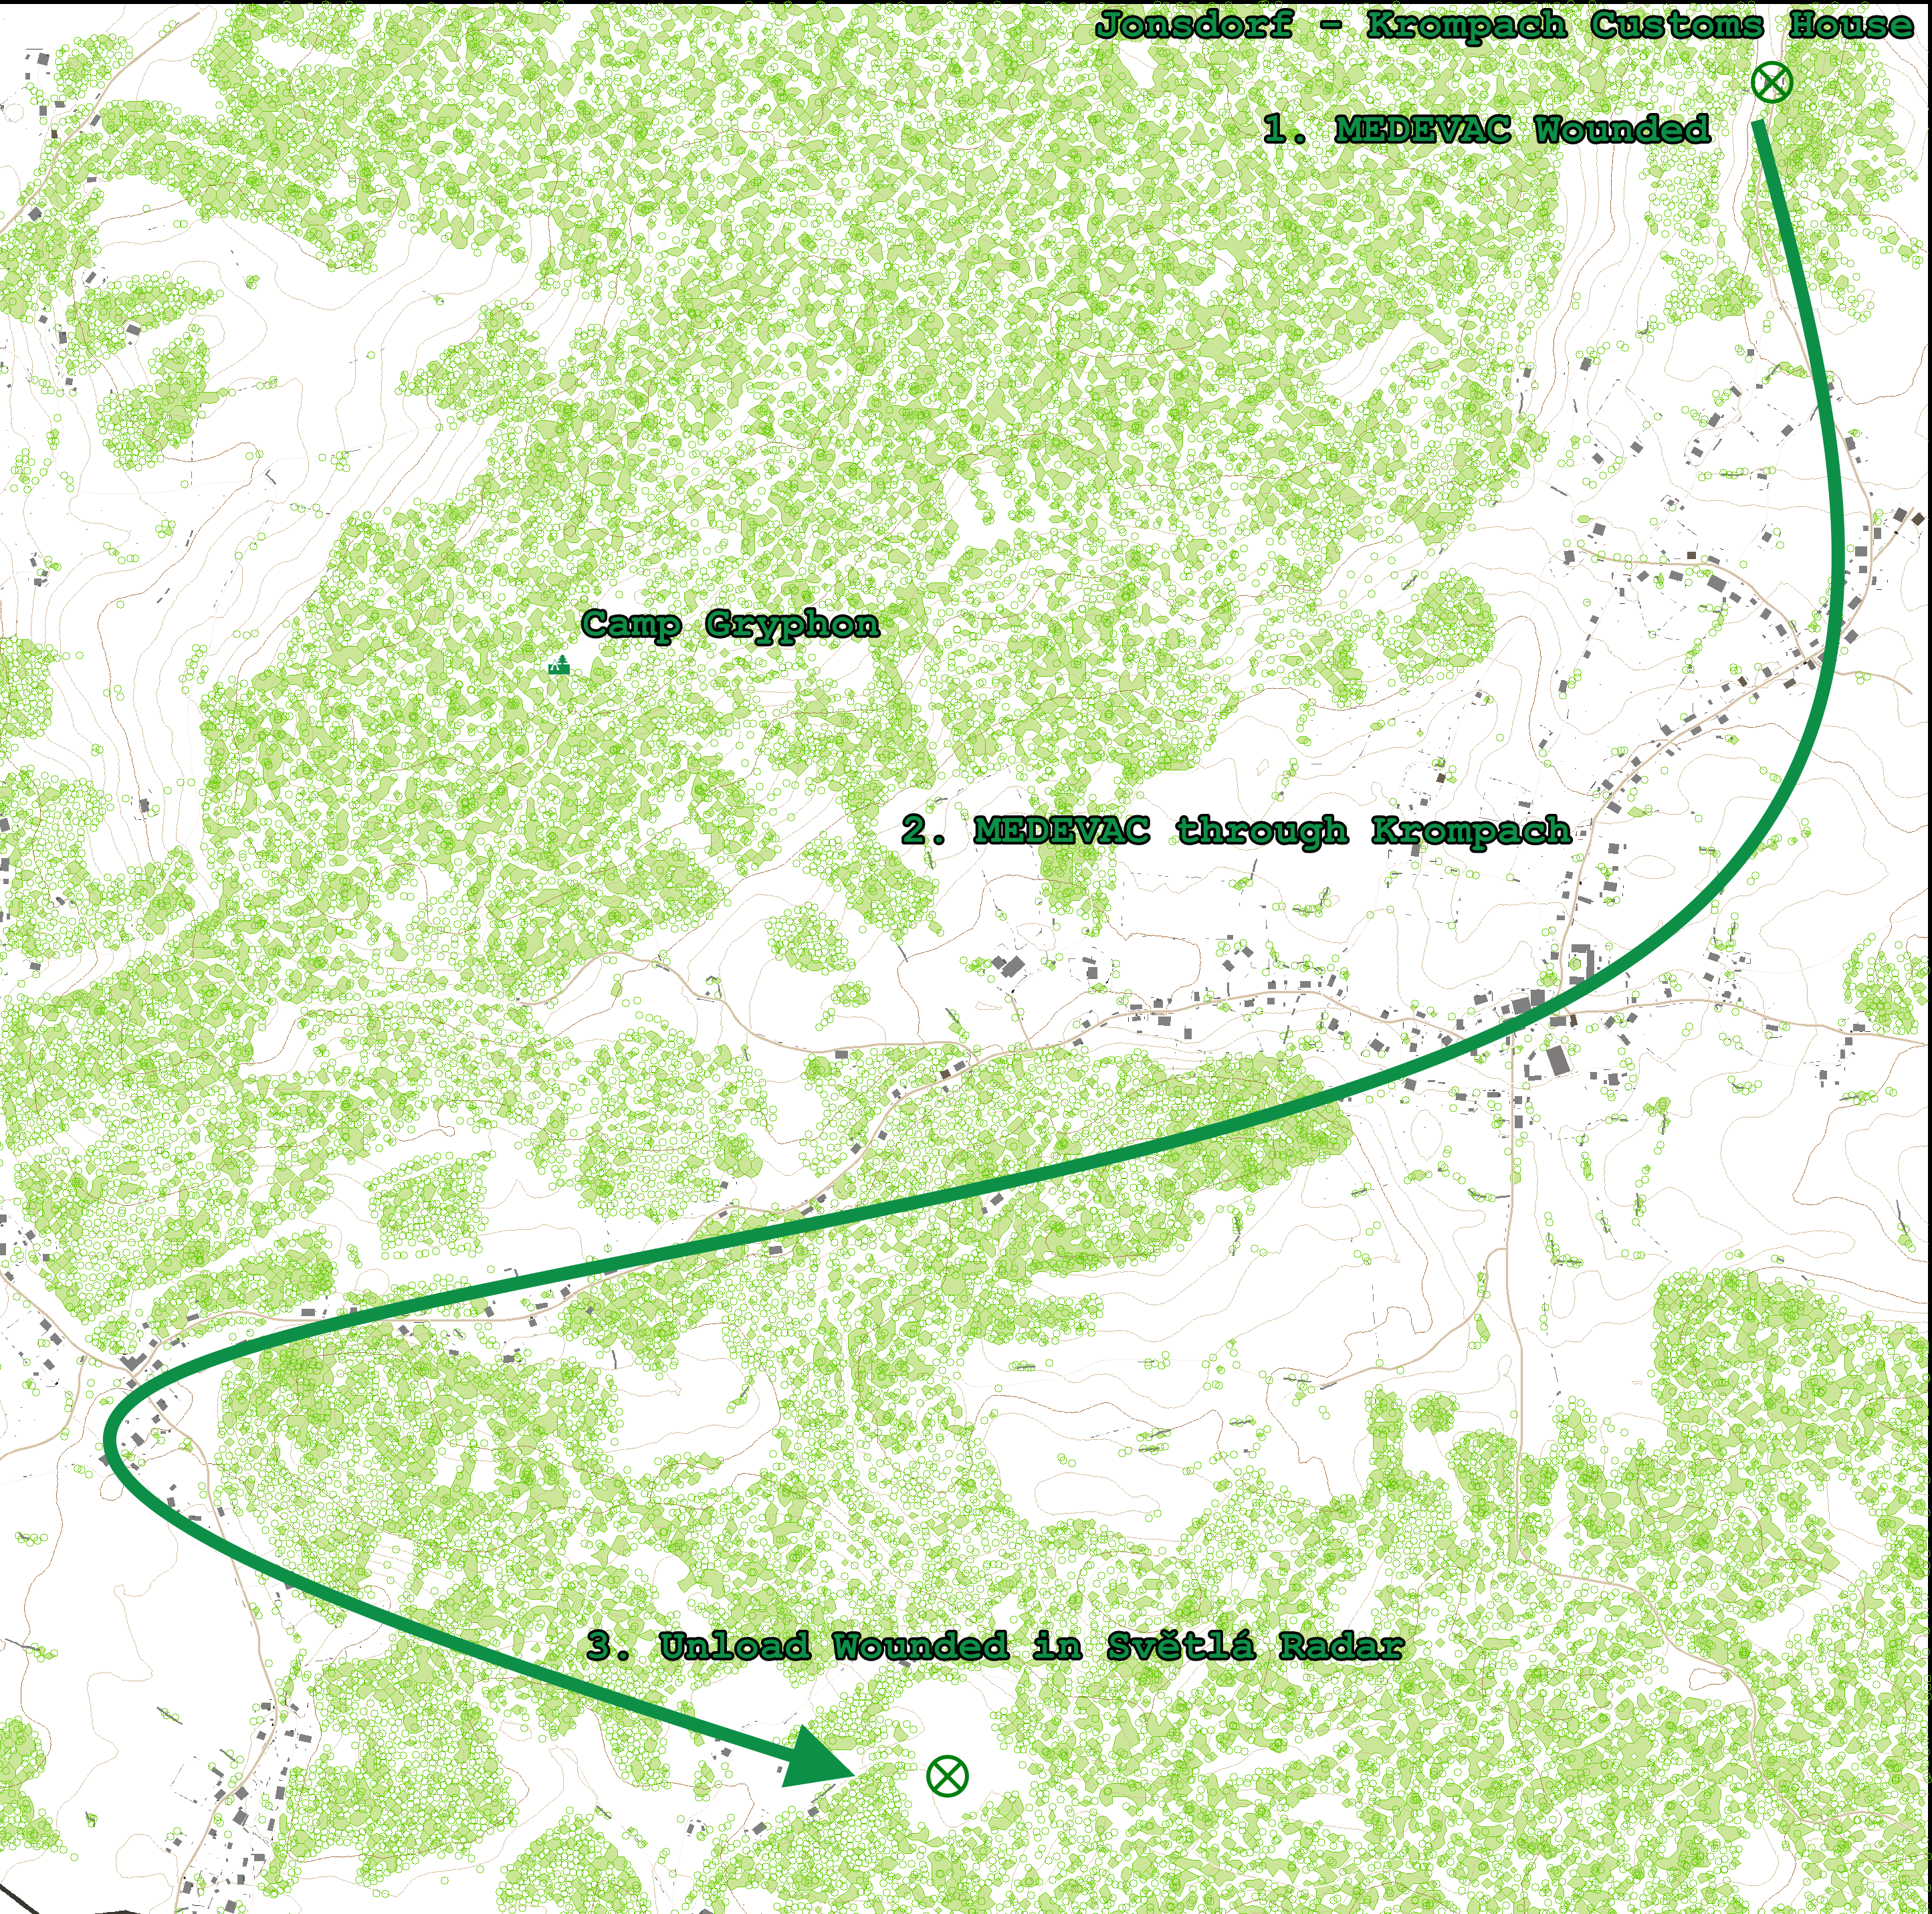 Jonsdorf - Krompach Customs House
1. MEDEVAC Wounded
Camp Gryphon
2. MEDEVAC through Krompach
3. Unload Wounded in Světlá Radar